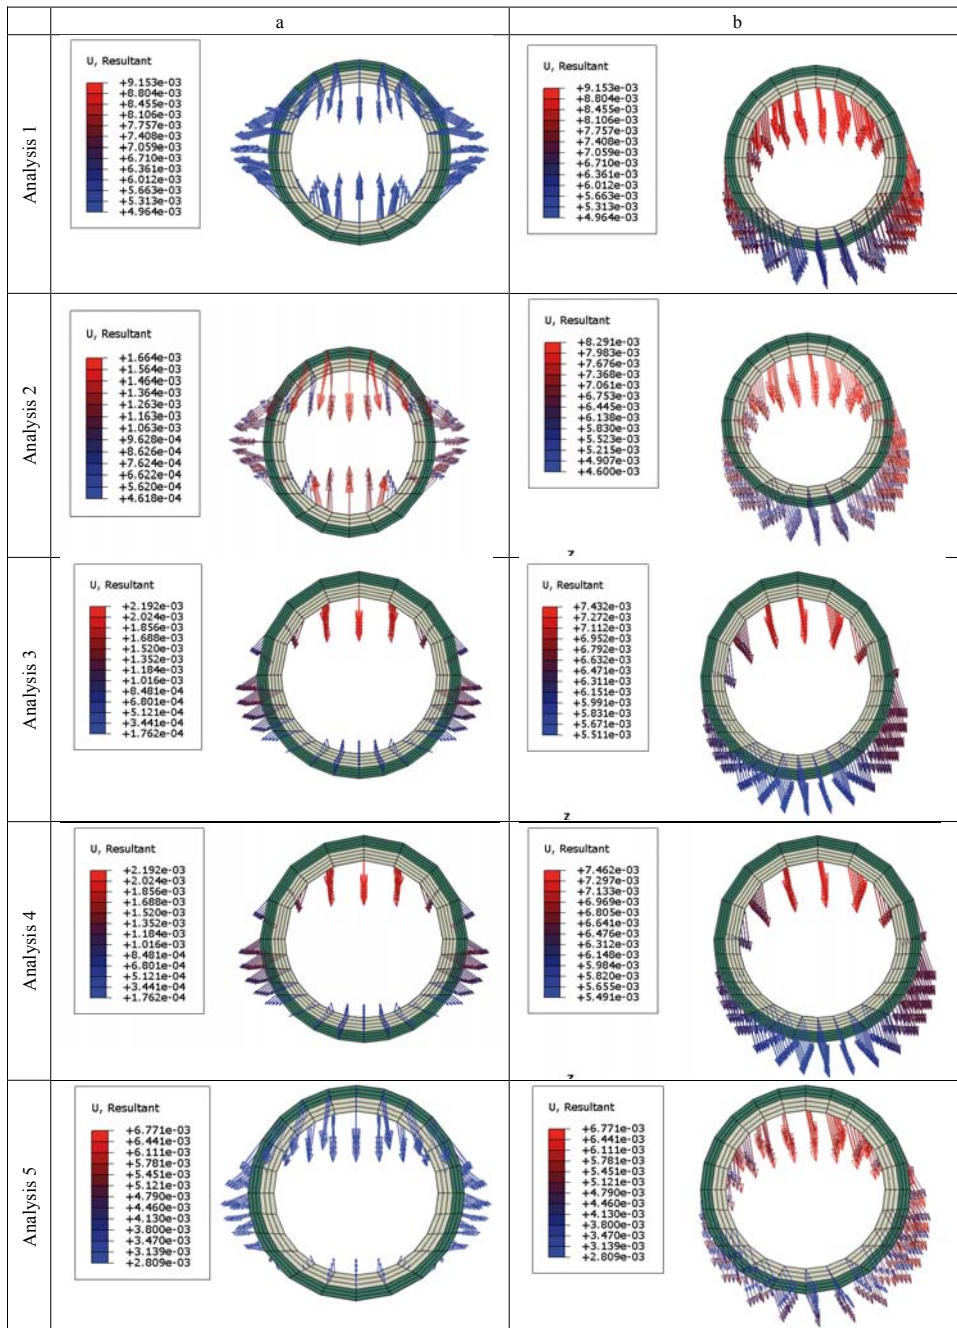 a
b
Analysis 1
U, Resultant
+9.153e-03
+8.804e-03
+8.455e-03
+8.106e-03
+7.757e-03
+7.408e-03
+7.059e-03
+6.710e-03
+6.361e-03
+6.012e-03
+5.663e-03
+5.313e-03
+4.964e-03
U, Resultant
+9.153e-03
+8.804e-03
+8.455e-03
+8.106e-03
+7.757e-03
+7.408e-03
+7.059e-03
+6.710e-03
+6.361e-03
+6.012e-03
+5.663e-03
+5.313e-03
+4.964e-03
Analysis 2
U, Resultant
+1.664e-03
+1.564e-03
+1.464e-03
+1.364e-03
+1.263e-03
+1.163e-03
+1.063e-03
+9.628e-04
+8.626e-04
+7.624e-04
+6.622e-04
+5.620e-04
+4.618e-04
U, Resultant
+8.291e-03
+7.983e-03
+7.676e-03
+7.368e-03
+7.061e-03
+6.753e-03
+6.445e-03
+6.138e-03
+5.830e-03
+5.523e-03
+5.215e-03
+4.907e-03
+4.600e-03
z
Analysis 3
U, Resultant
+2.192e-03
+2.024e-03
+1.856e-03
+1.688e-03
+1.520e-03
+1.352e-03
+1.184e-03
+1.016e-03
+8.481e-04
+6.801e-04
+5.121e-04
+3.441e-04
+1.762e-04
U, Resultant
+7.432e-03
+7.272e-03
+7.112e-03
+6.952e-03
+6.792e-03
+6.632e-03
+6.471e-03
+6.311e-03
+6.151e-03
+5.991e-03
+5.831e-03
+5.671e-03
+5.511e-03
z
Analysis 4
U, Resultant
+2.192e-03
+2.024e-03
+1.856e-03
+1.688e-03
+1.520e-03
+1.352e-03
+1.184e-03
+1.016e-03
+8.481e-04
+6.801e-04
+5.121e-04
+3.441e-04
+1.762e-04
U, Resultant
+7.462e-03
+7.297e-03
+7.133e-03
+6.969e-03
+6.805e-03
+6.641e-03
+6.476e-03
+6.312e-03
+6.148e-03
+5.984e-03
+5.820e-03
+5.655e-03
+5.491e-03
Analysis 5
U, Resultant
+6.771e-03
+6.441e-03
+6.111e-03
+5.781e-03
+5.451e-03
+5.121e-03
+4.790e-03
+4.460e-03
+4.130e-03
+3.800e-03
+3.470e-03
+3.139e-03
+2.809e-03
U, Resultant
+6.771e-03
+6.441e-03
+6.111e-03
+5.781e-03
+5.451e-03
+5.121e-03
+4.790e-03
+4.460e-03
+4.130e-03
+3.800e-03
+3.470e-03
+3.139e-03
+2.809e-03